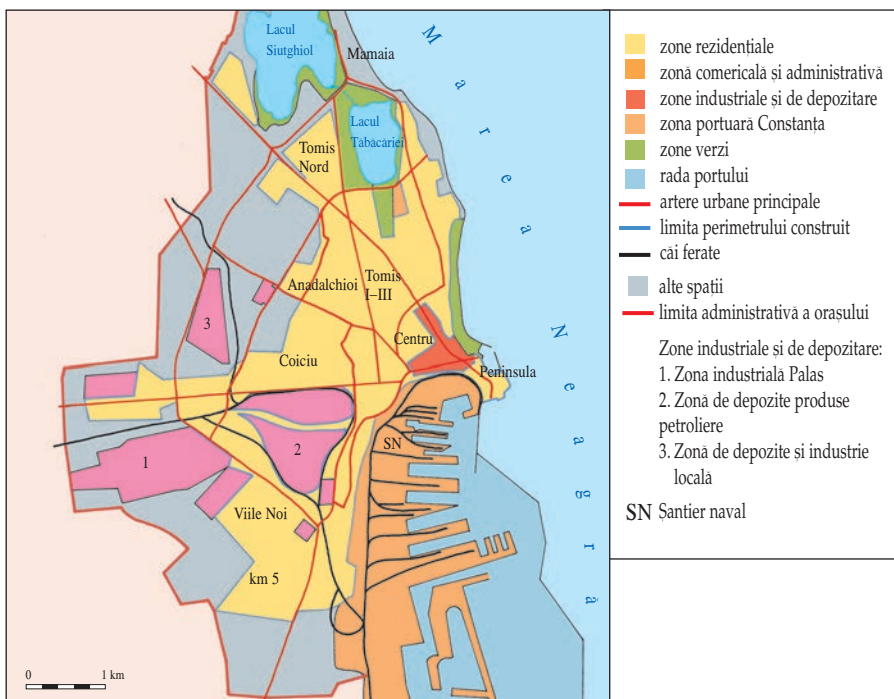 Lacul
Siutghiol
Mamaia
Marea Neagră
Lacul
Tăbăcăriei
Tomis
Nord
Anadalchioi
Tomis
I–III
3
Centru
Coiciu
Peninsula
SN
2
1
Viile Noi
km 5
0 1 km
zone rezidențiale
zonă comericală și administrativă
zone industriale și de depozitare
zona portuară Constanța
zone verzi
rada portului
artere urbane principale
limita perimetrului construit
căi ferate
alte spații
limita administrativă a orașului
Zone industriale și de depozitare:
1. Zona industrială Palas
2. Zonă de depozite produse
petroliere
3. Zonă de depozite și industrie
locală
SN Șantier naval